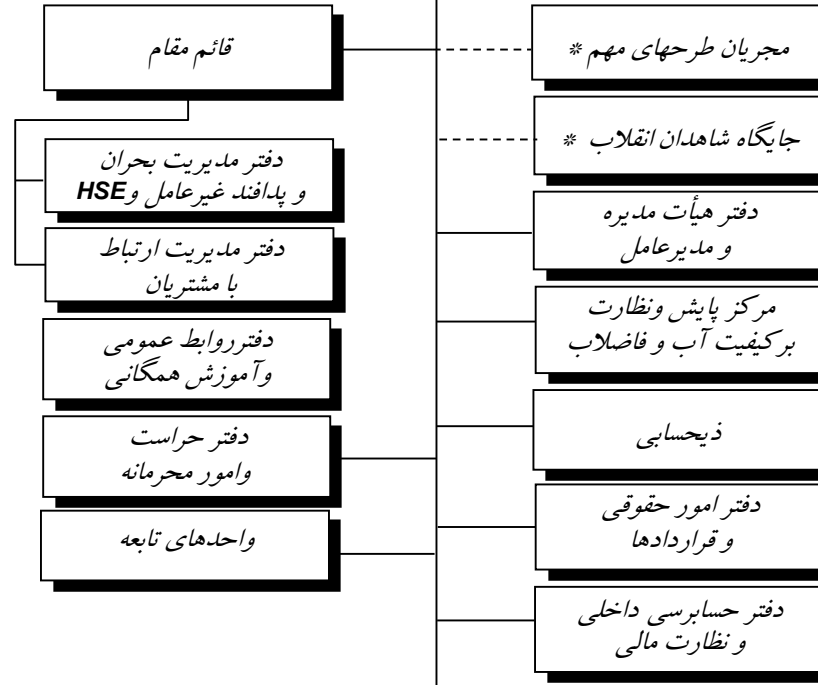 مجریان طرحهای مهم *
جایگاه شاهدان انقلاب *
دفتر هیأت مدیره
و مدیرعامل
مرکز پایش ونظارت
برکیفیت آب و فاضلاب
ذیحسابی
دفتر امور حقوقی
و قراردادها
دفتر حسابرسی داخلی
و نظارت مالی
قائم مقام
دفتر مدیریت بحران
و پدافند غیرعامل وHSE
دفتر مدیریت ارتباط
با مشتریان
دفترروابط عمومی
وآموزش همگانی
دفتر حراست
وامور محرمانه
واحدهای تابعه